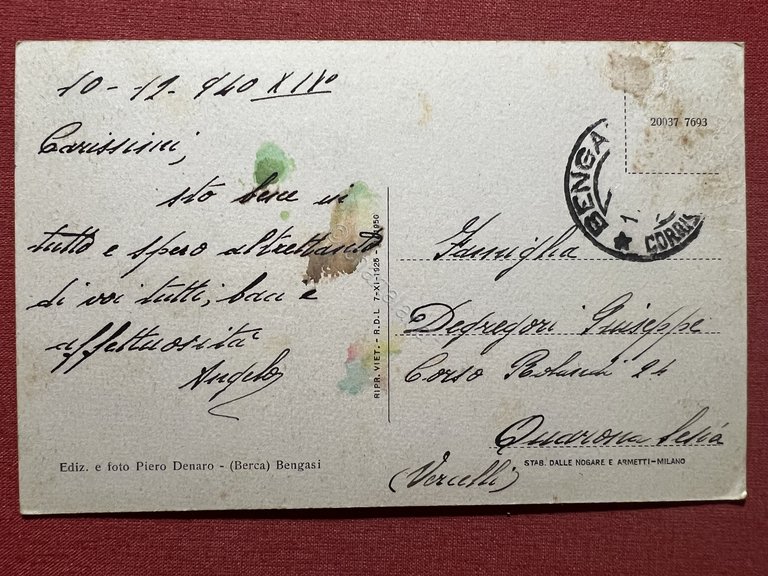 10-12-940 XIX°
Carissimi,
sto bene in
tutto e spero altrettanto
di voi tutti, baci e
affettuosità
Angelo
Ediz. e foto Piero Denaro - (Berca) Bengasi
RIPR. VIET. - R.D.L. 7-XI-1925 - 1950
20037 7693
BENGA
CORRIS
Famiglia
Degregori Giuseppe
Corso Rolandi 24
Quarona Sesia
(Vercelli)
STAB. DALLE NOGARE E ARMETTI-MILANO